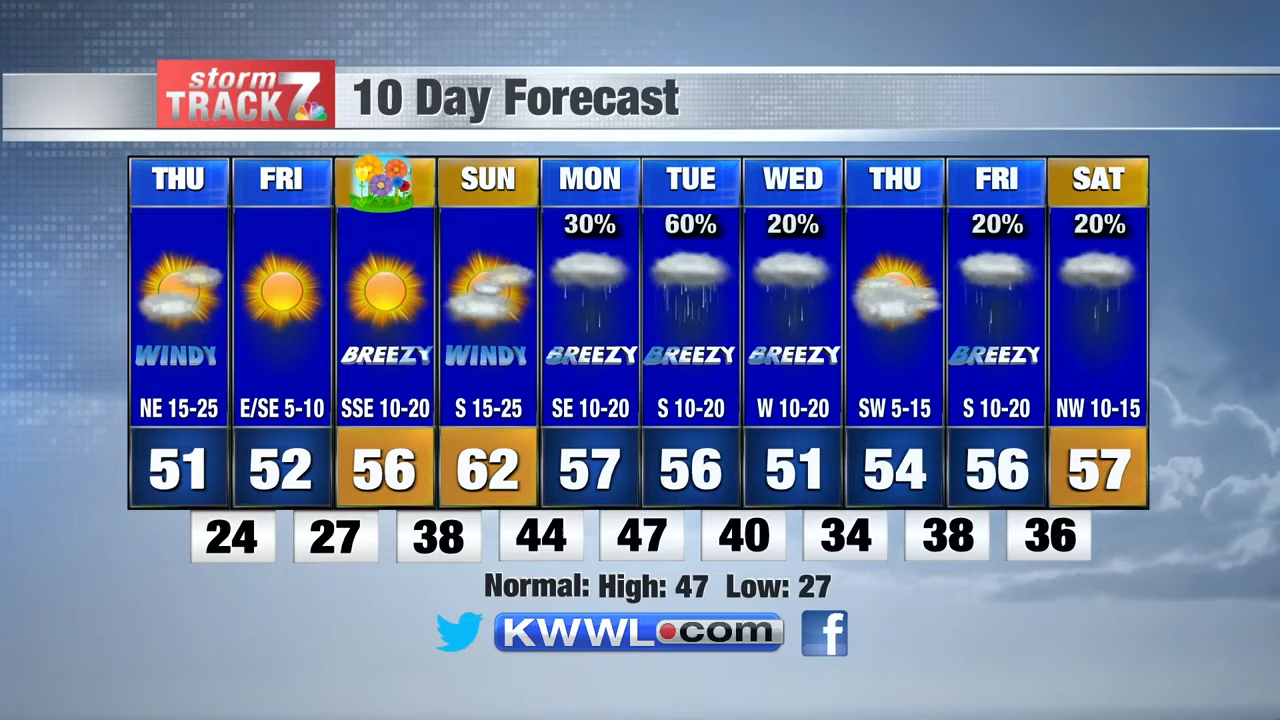 storm
TRACK 7
10 Day Forecast
THU FRI SUN MON TUE WED THU FRI SAT
30% 60% 20% 20% 20%
WINDY BREEZY WINDY BREEZY BREEZY BREEZY BREEZY
NE 15-25 E/SE 5-10 SSE 10-20 S 15-25 SE 10-20 S 10-20 W 10-20 SW 5-15 S 10-20 NW 10-15
51 52 56 62 57 56 51 54 56 57
24 27 38 44 47 40 34 38 36
Normal: High: 47 Low: 27
KWWL.com f